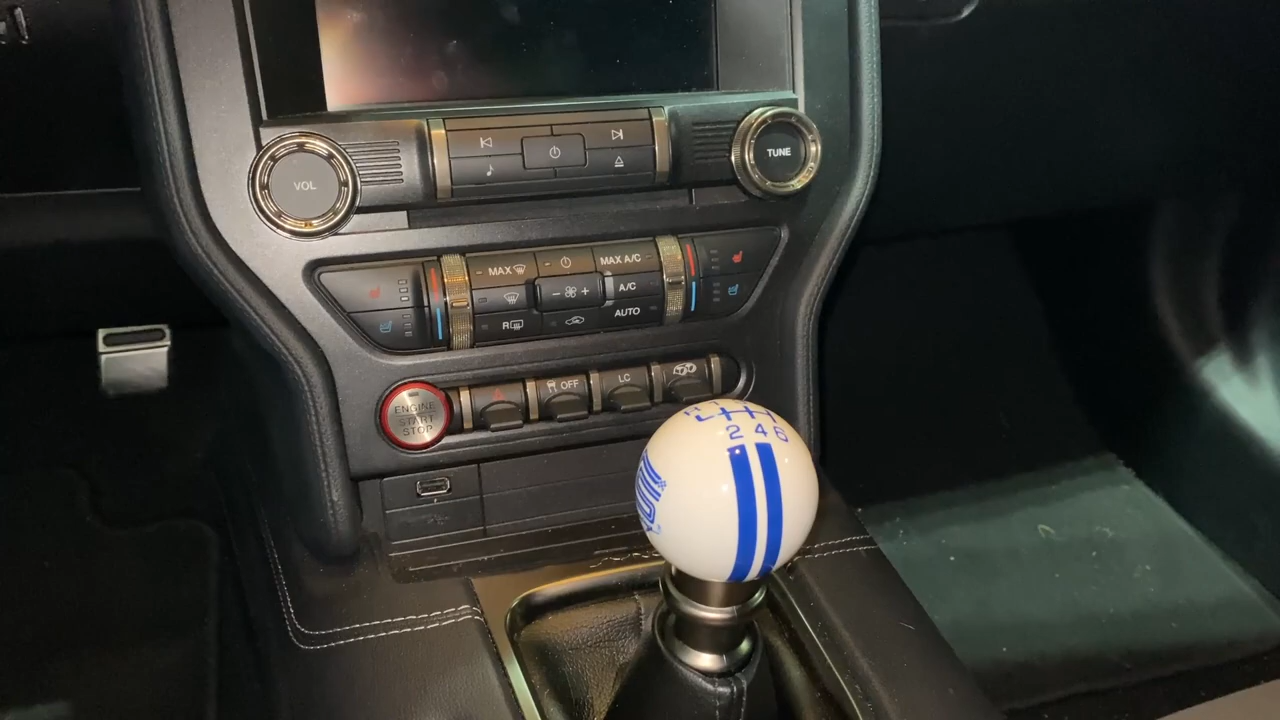 VOL
TUNE
MAX
MAX A/C
A/C
R
AUTO
ENGINE
START
STOP
OFF
LC
R
2 4 6